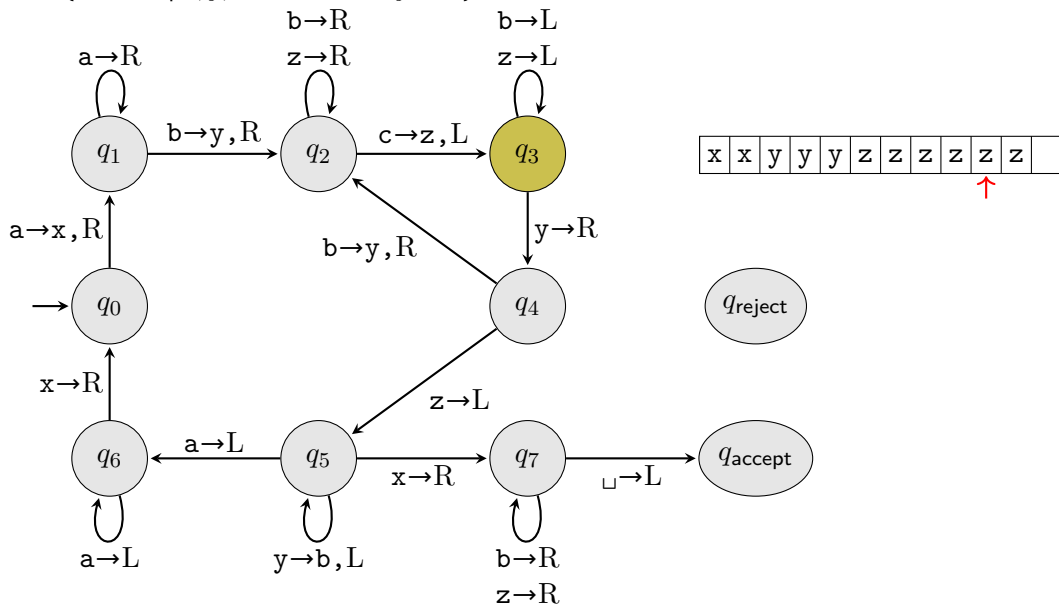 b→R
b→L
a→R
z→R
z→L
q1
b→y,R
q2
c→z,L
q3
x x y y y z z z z z z
↑
a→x,R
b→y,R
y→R
q0
q4
qreject
x→R
z→L
q6
a→L
q5
x→R
q7
␣→L
qaccept
a→L
y→b,L
b→R
z→R